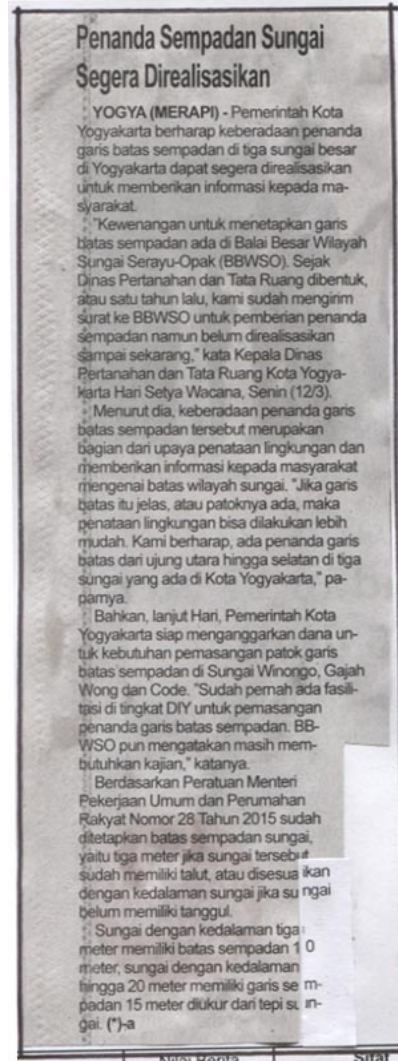 Penanda Sempadan Sungai
Segera Direalisasikan
YOGYA (MERAPI) - Pemerintah Kota
Yogyakarta berharap keberadaan penanda
garis batas sempadan di tiga sungai besar
di Yogyakarta dapat segera direalisasikan
untuk memberikan informasi kepada ma-
syarakat.
"Kewenangan untuk menetapkan garis
batas sempadan ada di Balai Besar Wilayah
Sungai Serayu-Opak (BBWSO). Sejak
Dinas Pertanahan dan Tata Ruang dibentuk,
atau satu tahun lalu, kami sudah mengirim
surat ke BBWSO untuk pemberian penanda
sempadan namun belum direalisasikan
sampai sekarang," kata Kepala Dinas
Pertanahan dan Tata Ruang Kota Yogya-
karta Hari Setya Wacana, Senin (12/3).
Menurut dia, keberadaan penanda garis
batas sempadan tersebut merupakan
bagian dari upaya penataan lingkungan dan
memberikan informasi kepada masyarakat
mengenai batas wilayah sungai. "Jika garis
batas itu jelas, atau patoknya ada, maka
penataan lingkungan bisa dilakukan lebih
mudah. Kami berharap, ada penanda garis
batas dari ujung utara hingga selatan di tiga
sungai yang ada di Kota Yogyakarta," pa-
parnya.
Bahkan, lanjut Hari, Pemerintah Kota
Yogyakarta siap menganggarkan dana un-
tuk kebutuhan pemasangan patok garis
batas sempadan di Sungai Winongo, Gajah
Wong dan Code. "Sudah pernah ada fasili-
tasi di tingkat DIY untuk pemasangan
penanda garis batas sempadan. BB-
WSO pun mengatakan masih mem-
butuhkan kajian," katanya.
Berdasarkan Peratuan Menteri
Pekerjaan Umum dan Perumahan
Rakyat Nomor 28 Tahun 2015 sudah
ditetapkan batas sempadan sungai,
yaitu tiga meter jika sungai tersebut
sudah memiliki talut, atau disesuaikan
dengan kedalaman sungai jika sungai
belum memiliki tanggul.
Sungai dengan kedalaman tiga
meter memiliki batas sempadan 10
meter, sungai dengan kedalaman
hingga 20 meter memiliki garis sem-
padan 15 meter diukur dari tepi sun-
gai. (*)-a
Sifat